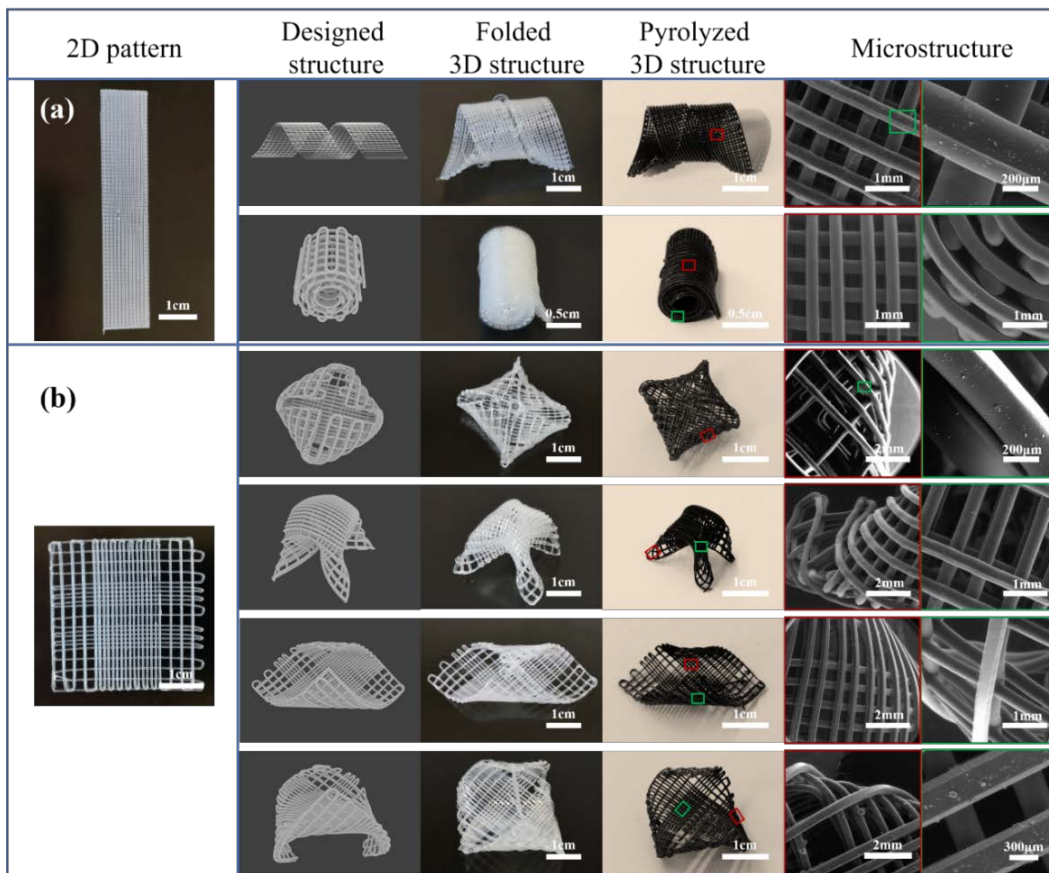 2D pattern
Designed
structure
Folded
3D structure
Pyrolyzed
3D structure
Microstructure
(a)
1cm
1cm
1cm
1mm
200μm
0.5cm
0.5cm
1mm
1mm
(b)
1cm
1cm
1cm
2mm
200μm
1cm
1cm
2mm
1mm
1cm
1cm
2mm
1mm
1cm
1cm
2mm
300μm